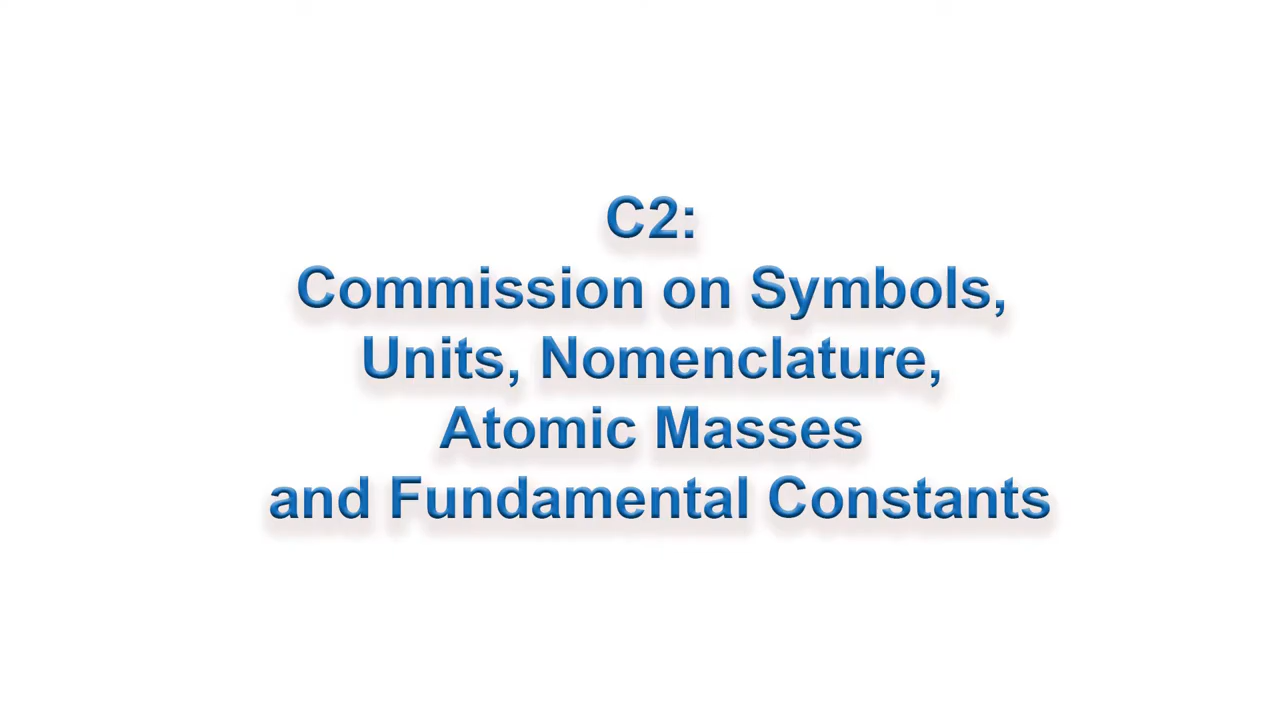 C2:
Commission on Symbols,
Units, Nomenclature,
Atomic Masses
and Fundamental Constants